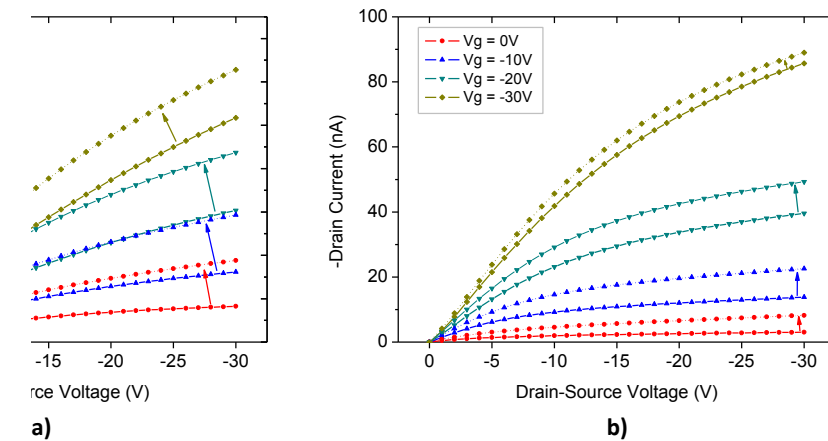 -15 -20 -25 -30
rce Voltage (V)
a)
100
80
60
40
20
0
-Drain Current (nA)
Vg = 0V
Vg = -10V
Vg = -20V
Vg = -30V
0 -5 -10 -15 -20 -25 -30
Drain-Source Voltage (V)
b)